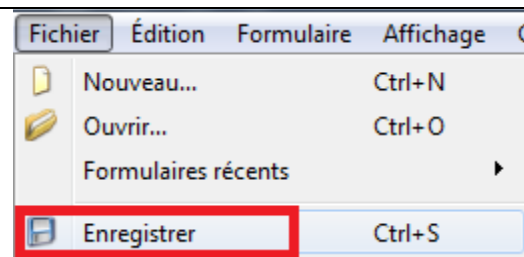 Fichier Édition Formulaire Affichage
Nouveau... Ctrl+N
Ouvrir... Ctrl+O
Formulaires récents
Enregistrer Ctrl+S